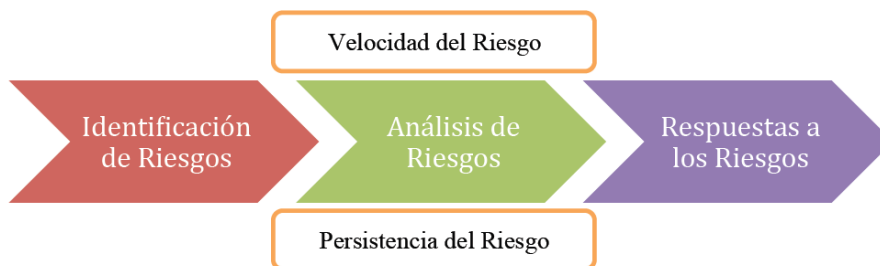 Velocidad del Riesgo
Identificación
de Riesgos
Análisis de
Riesgos
Respuestas a
los Riesgos
Persistencia del Riesgo